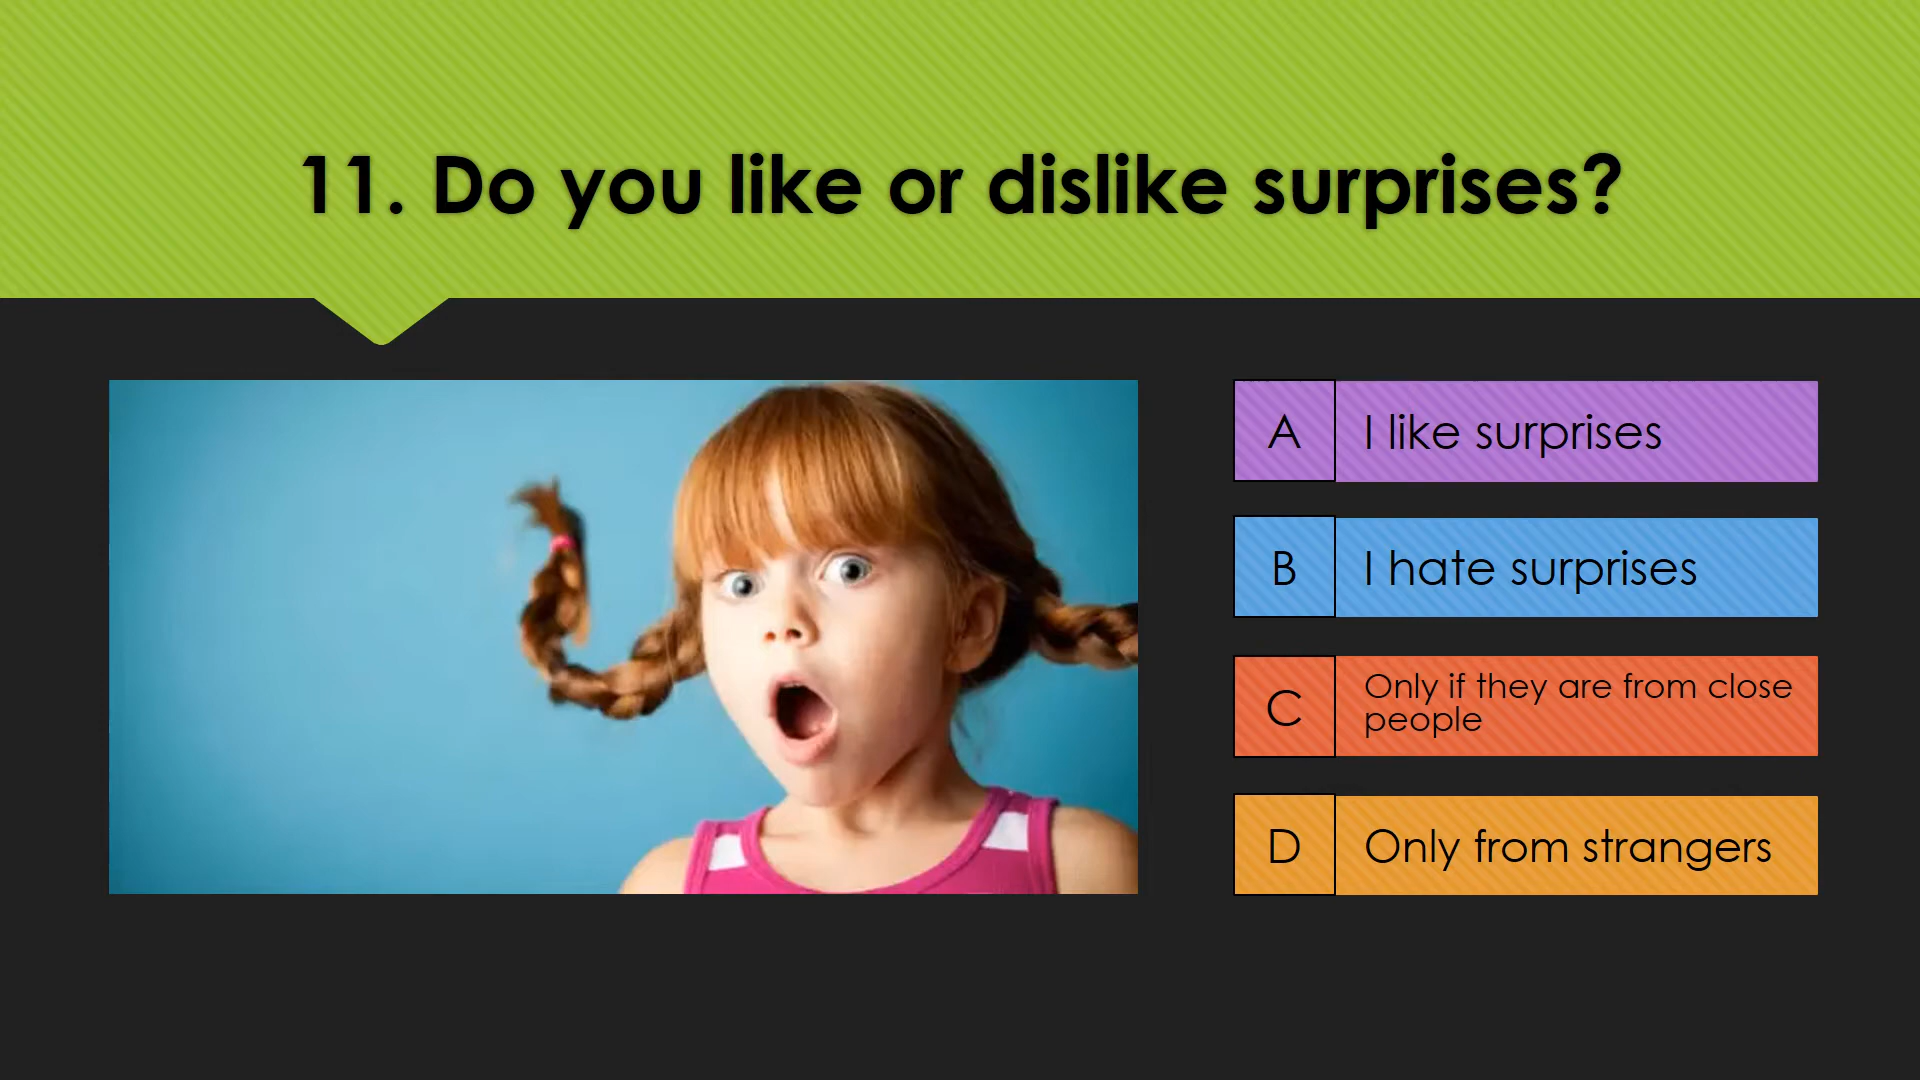 11. Do you like or dislike surprises?
A
I like surprises
B
I hate surprises
C
Only if they are from close
people
D
Only from strangers